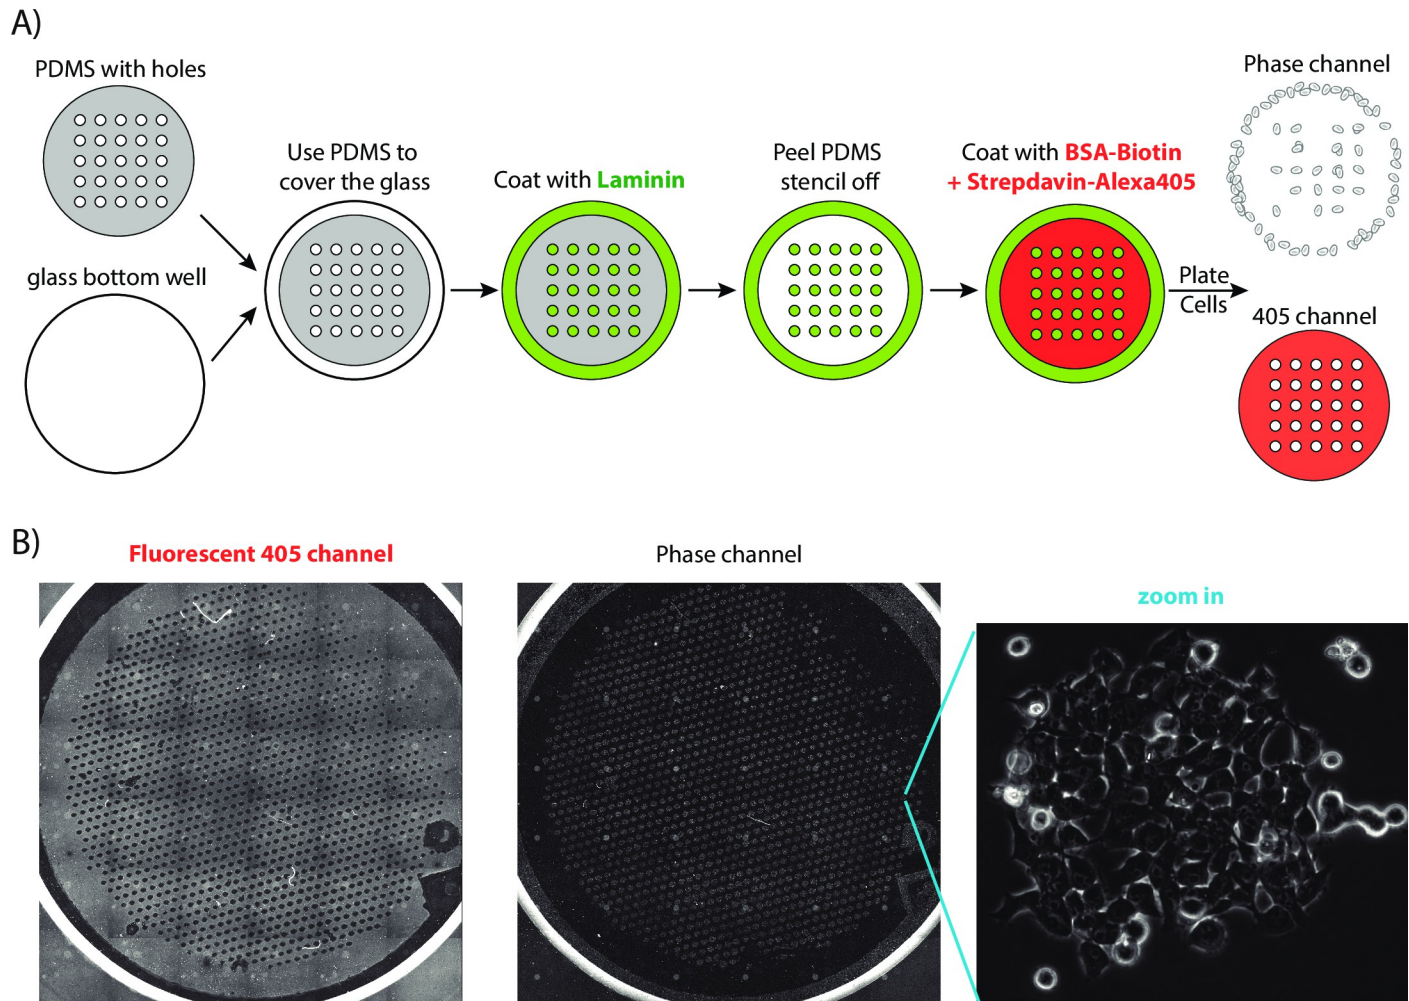 A)
PDMS with holes
glass bottom well
Use PDMS to
cover the glass
Coat with Laminin
Peel PDMS
stencil off
Coat with BSA-Biotin
+ Strepdavin-Alexa405
Plate
Cells
Phase channel
405 channel
B)
Fluorescent 405 channel
Phase channel
zoom in